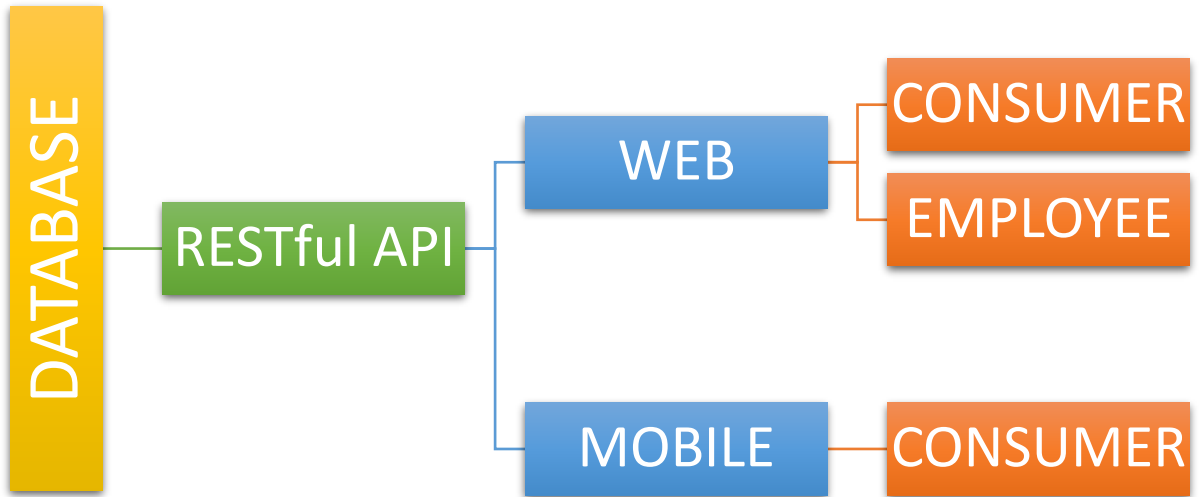 DATABASE
RESTful API
WEB
CONSUMER
EMPLOYEE
MOBILE
CONSUMER